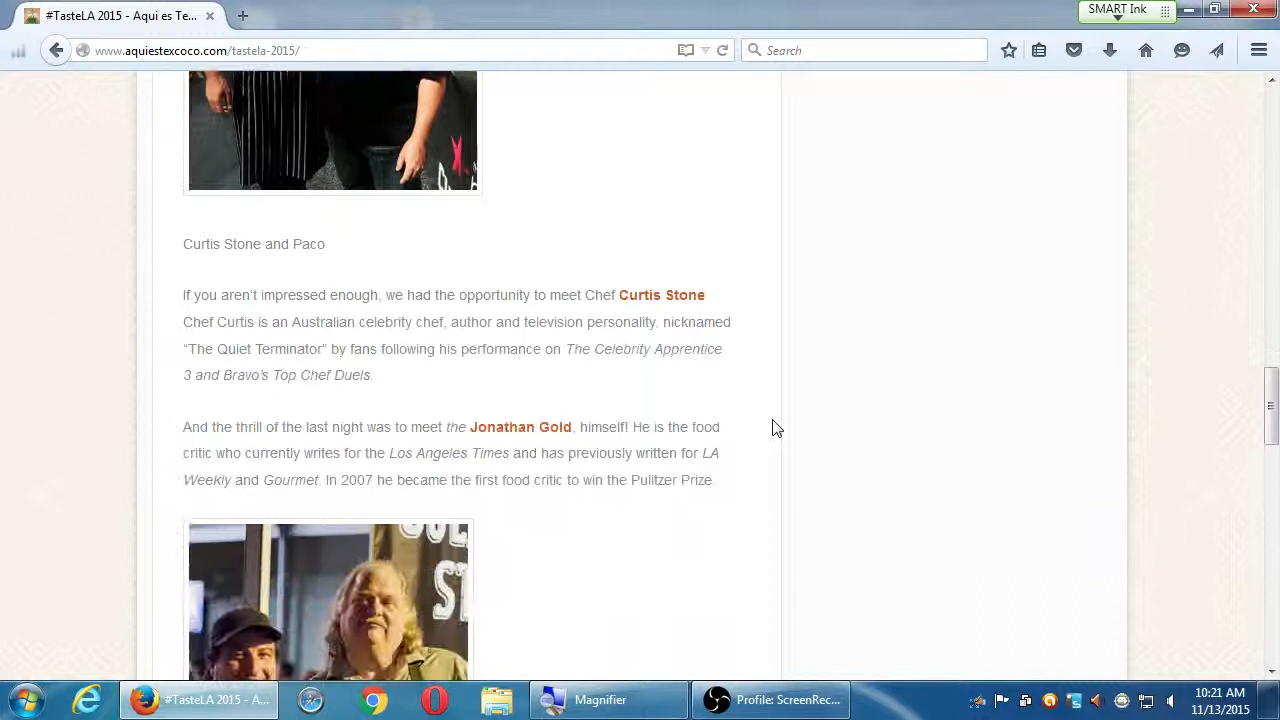 #TasteLA 2015 - Aqui es Te...
SMART Ink
www.aquiestexcoco.com/tastela-2015/
Search
Curtis Stone and Paco
If you aren't impressed enough, we had the opportunity to meet Chef Curtis Stone
Chef Curtis is an Australian celebrity chef, author and television personality. nicknamed
“The Quiet Terminator” by fans following his performance on The Celebrity Apprentice
3 and Bravo's Top Chef Duels.
And the thrill of the last night was to meet the Jonathan Gold, himself! He is the food
critic who currently writes for the Los Angeles Times and has previously written for LA
Weekly and Gourmet. In 2007 he became the first food critic to win the Pulitzer Prize.
#TasteLA 2015 - A...
Magnifier
Profile: ScreenRec...
10:21 AM
11/13/2015